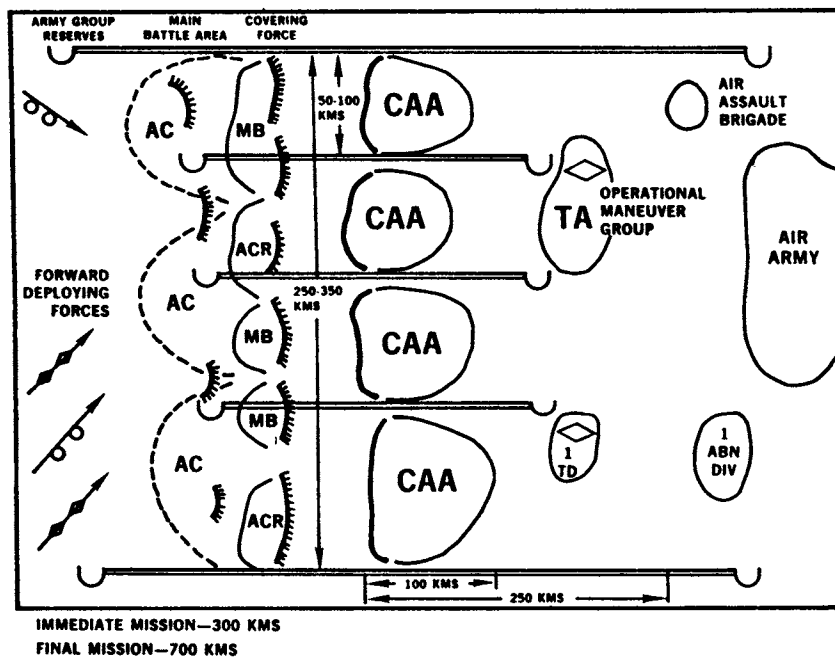 ARMY GROUP
RESERVES
MAIN
BATTLE AREA
COVERING
FORCE
50-100
KMS
CAA
AIR
ASSAULT
BRIGADE
AC
MB
CAA
TA
OPERATIONAL
MANEUVER
GROUP
AIR
ARMY
ACR
FORWARD
DEPLOYING
FORCES
AC
250-350
KMS
MB
CAA
MB
AC
CAA
1
TD
1
ABN
DIV
ACR
100 KMS
250 KMS
IMMEDIATE MISSION—300 KMS
FINAL MISSION—700 KMS